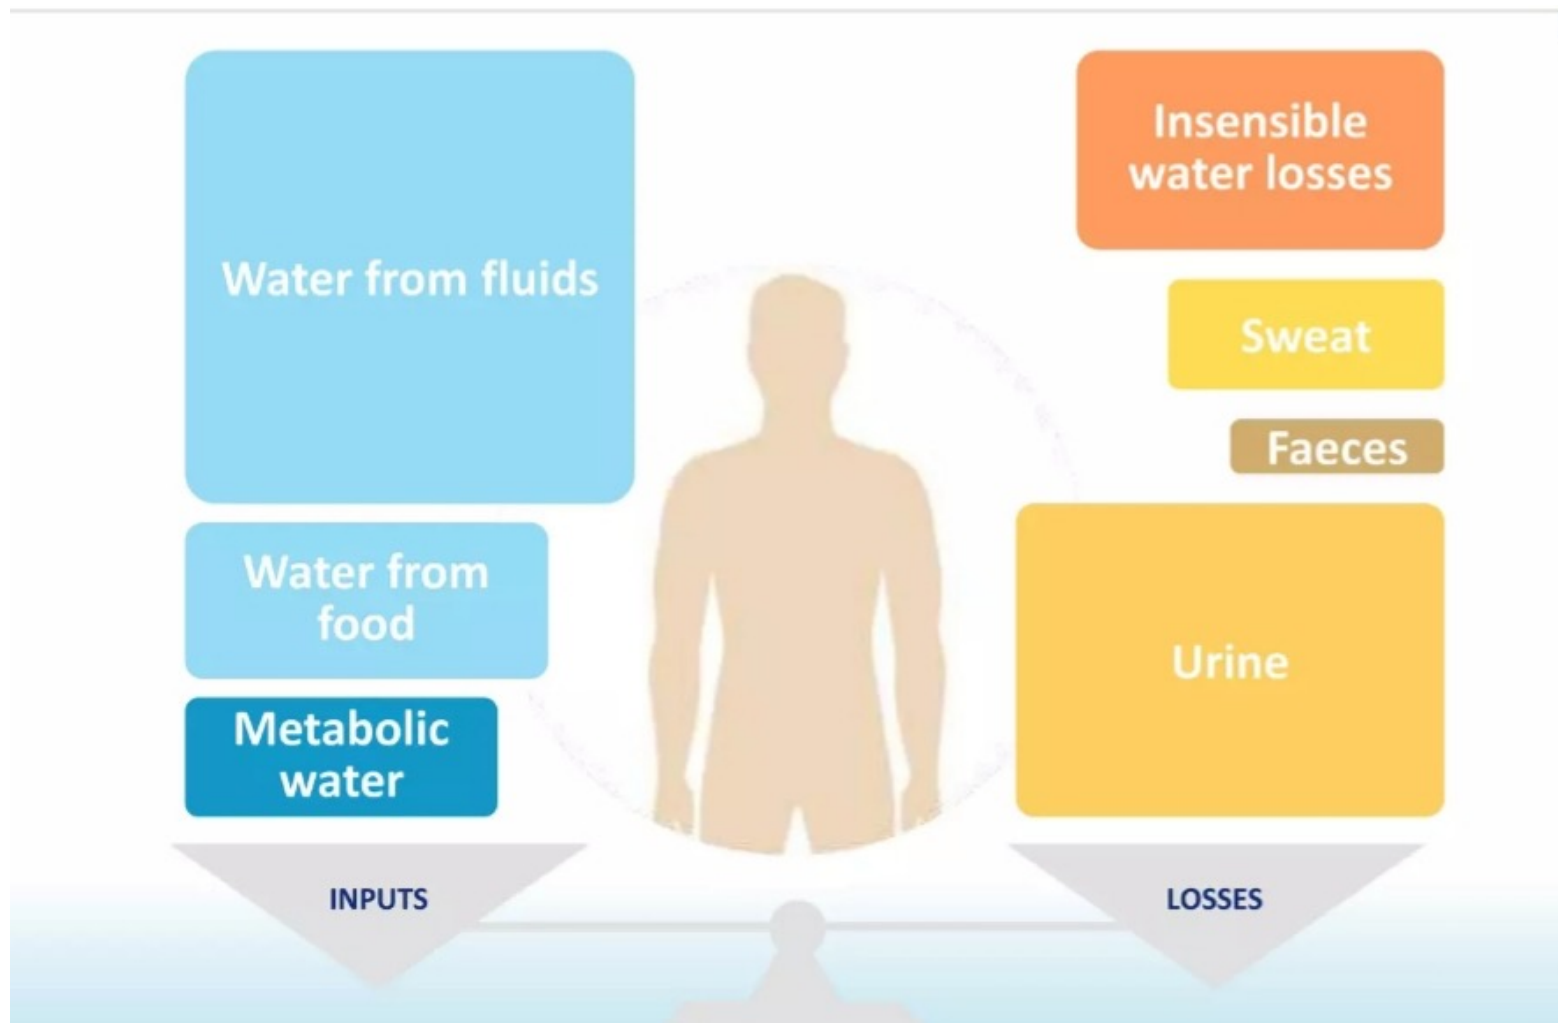 Water from fluids
Water from
food
Metabolic
water
INPUTS
Insensible
water losses
Sweat
Faeces
Urine
LOSSES